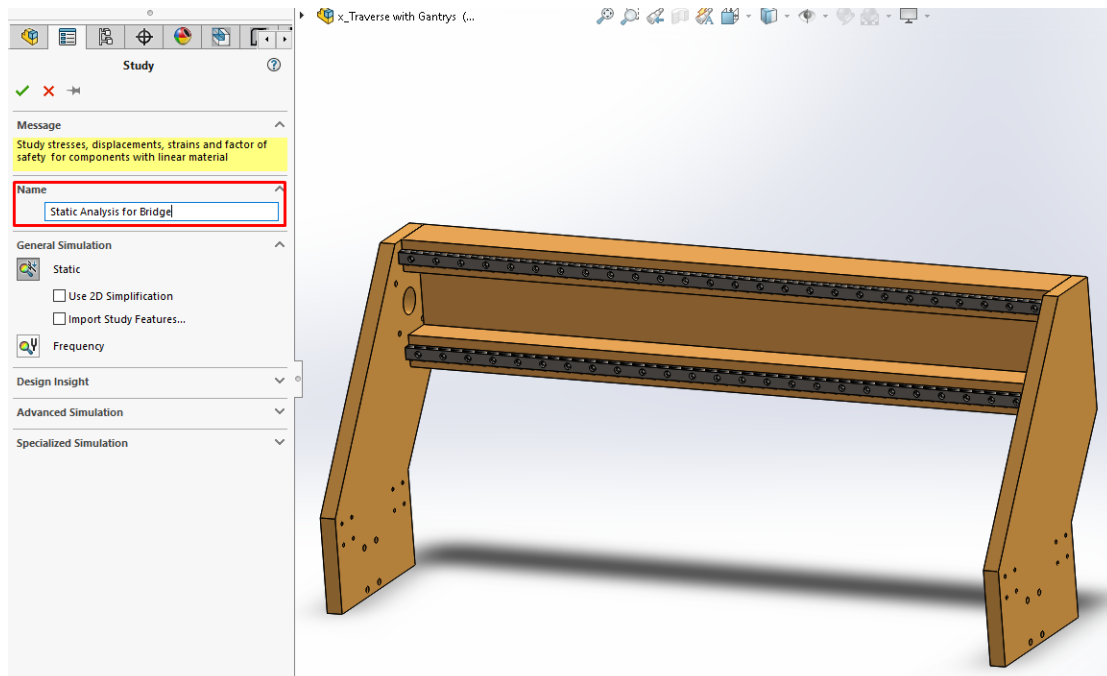 x_Traverse with Gantrys (...
Study
Message
Study stresses, displacements, strains and factor of
safety for components with linear material
Name
Static Analysis for Bridge
General Simulation
Static
Use 2D Simplification
Import Study Features...
Frequency
Design Insight
Advanced Simulation
Specialized Simulation